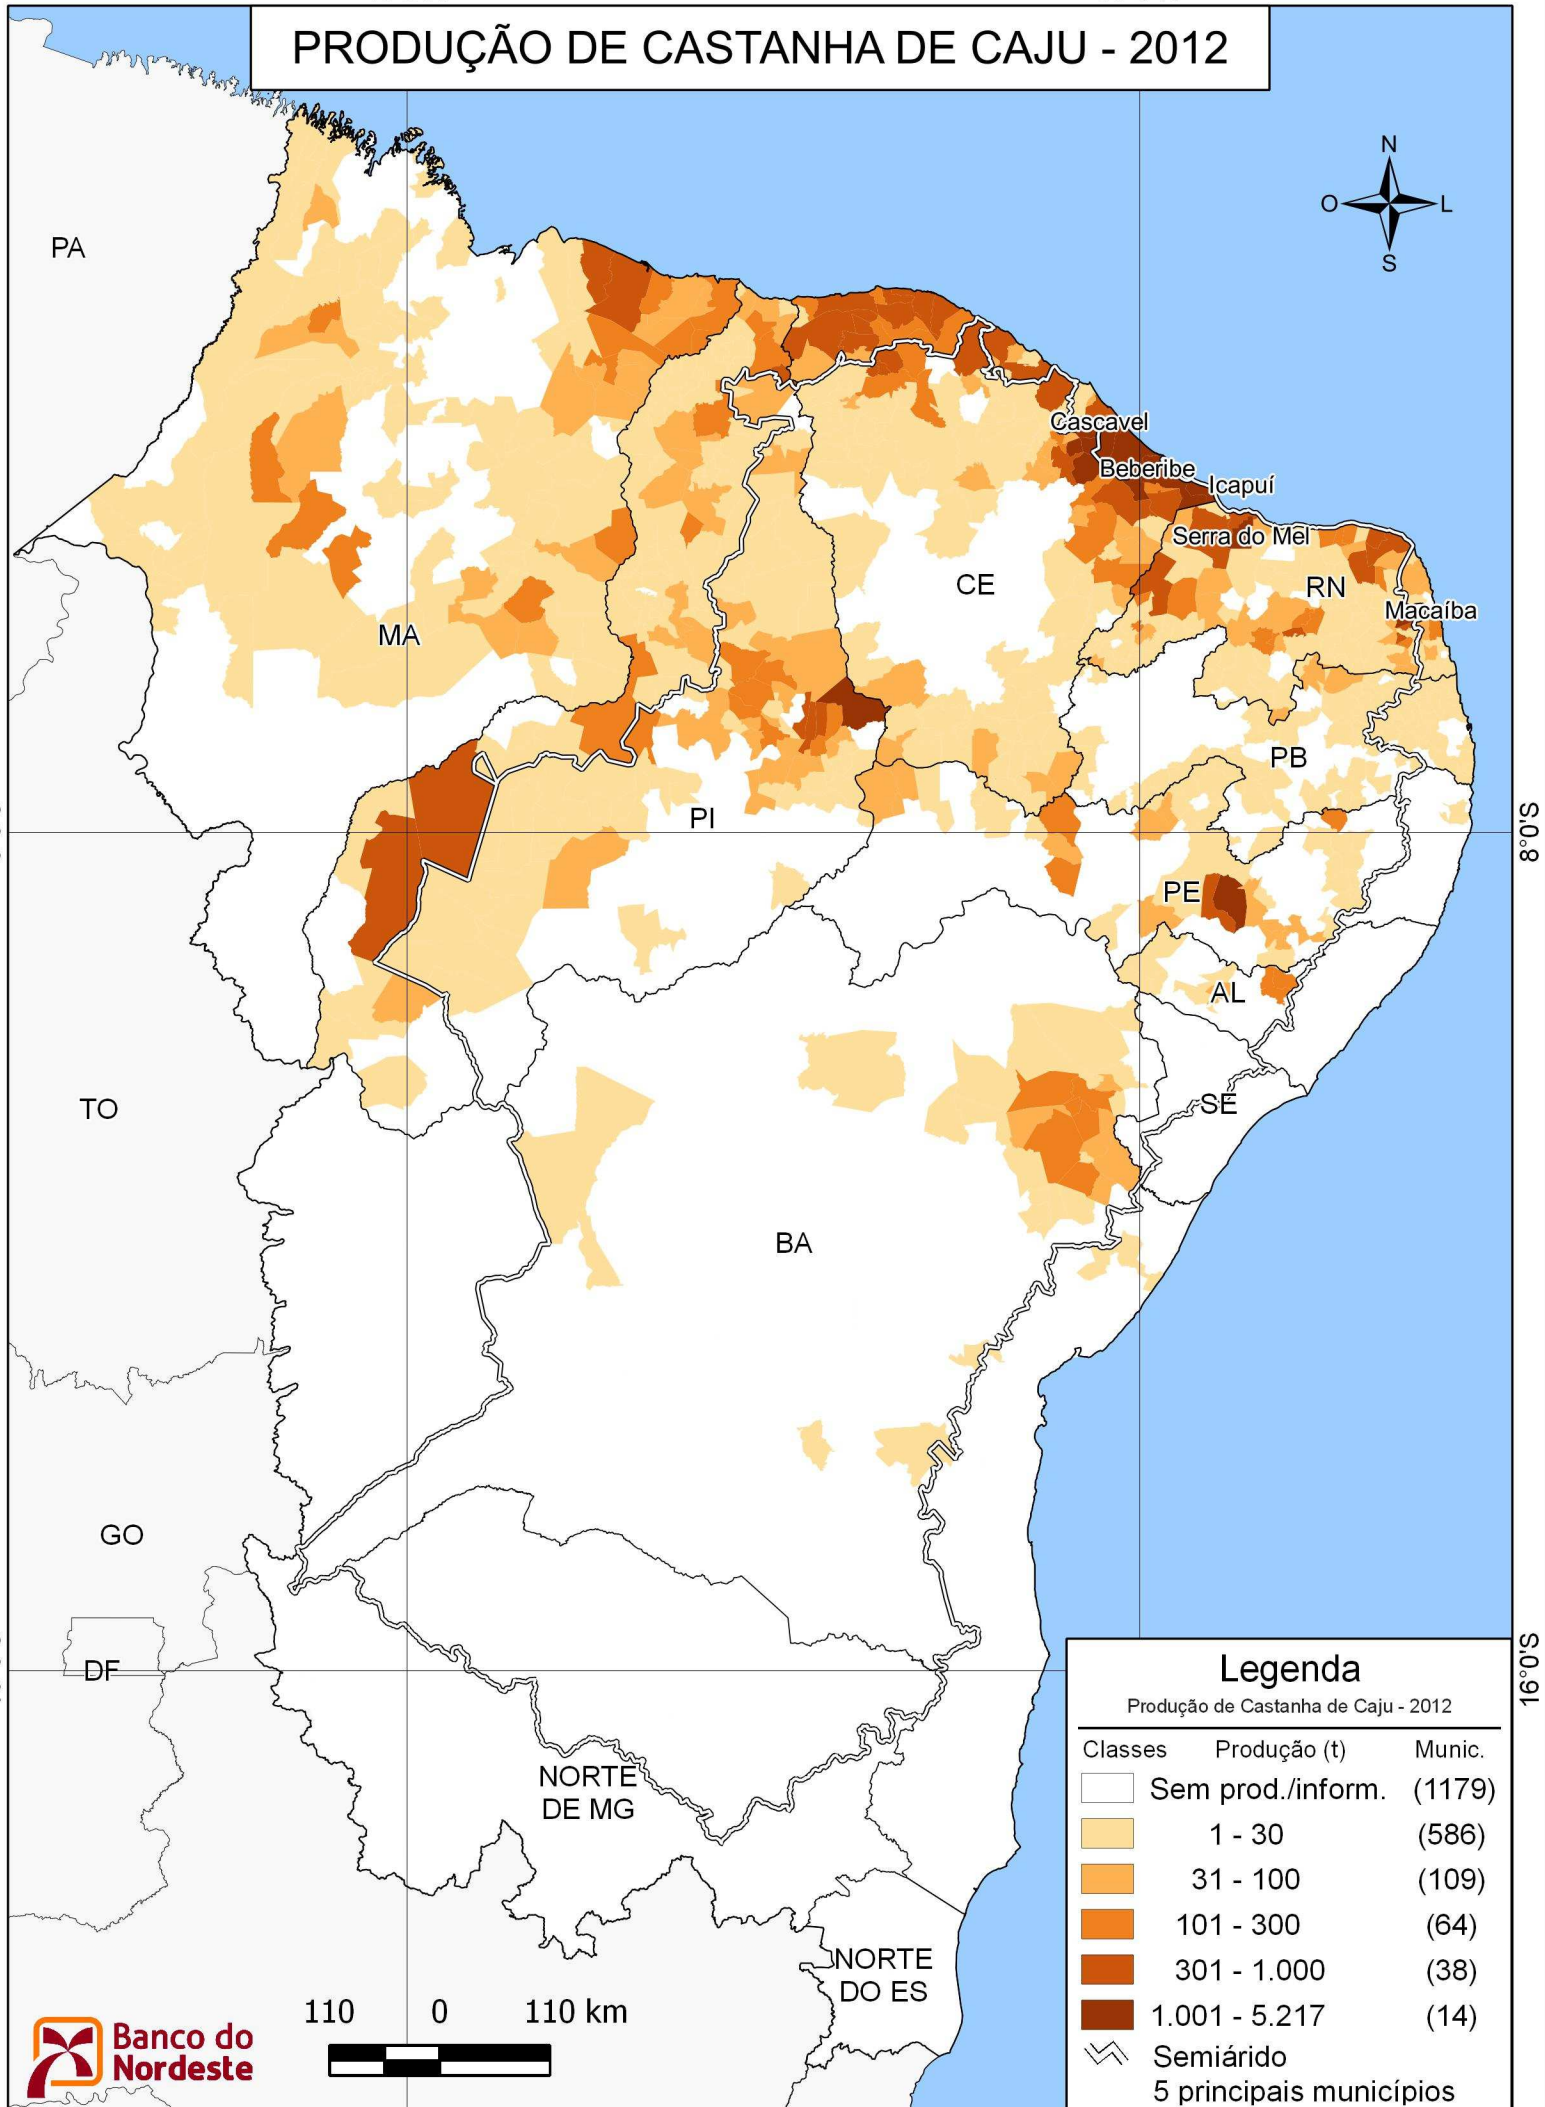 PRODUÇÃO DE CASTANHA DE CAJU - 2012
N
O
L
S
PA
Cascavel
Beberibe
Icapuí
Serra do Mel
CE
RN
Macaíba
MA
PB
PI
8°0'S
PE
AL
TO
SE
BA
GO
DF
16°0'S
NORTE
DE MG
NORTE
DO ES
110 0 110 km
Banco do
Nordeste
Legenda
Produção de Castanha de Caju - 2012
Classes Produção (t) Munic.
Sem prod./inform. (1179)
1 - 30 (586)
31 - 100 (109)
101 - 300 (64)
301 - 1.000 (38)
1.001 - 5.217 (14)
Semiárido
5 principais municípios